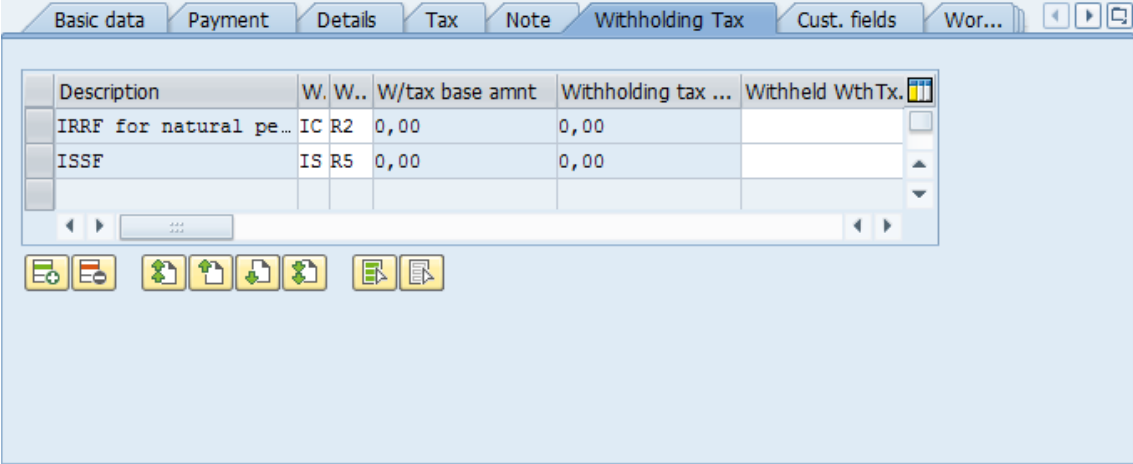 Basic data Payment Details Tax Note Withholding Tax Cust. fields Wor...
Description W. W.. W/tax base amnt Withholding tax ... Withheld WthTx.
IRRF for natural pe… IC R2 0,00 0,00
ISSF IS R5 0,00 0,00